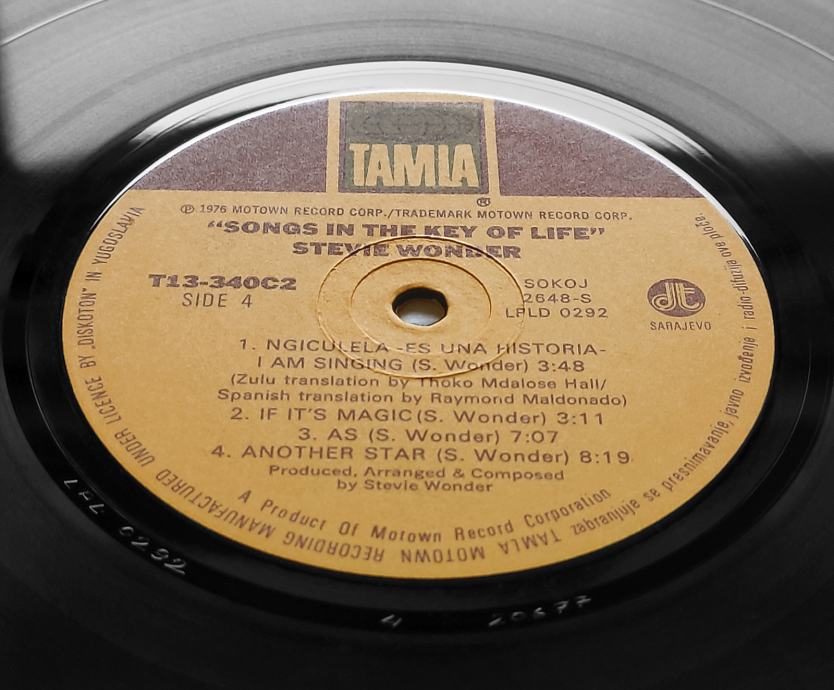 TAMLA
®
℗ 1976 MOTOWN RECORD CORP./TRADEMARK MOTOWN RECORD CORP.
"SONGS IN THE KEY OF LIFE"
STEVIE WONDER
T13-340C2
SIDE 4
SOKOJ
2648-S
LPLD 0292
dt
SARAJEVO
1. NGICULELA -ES UNA HISTORIA-
I AM SINGING (S. Wonder) 3:48
(Zulu translation by Thoko Mdalose Hall/
Spanish translation by Raymond Maldonado)
2. IF IT'S MAGIC (S. Wonder) 3:11
3. AS (S. Wonder) 7:07
4. ANOTHER STAR (S. Wonder) 8:19
Produced, Arranged & Composed
by Stevie Wonder
A Product Of Motown Record Corporation
TAMLA MOTOWN RECORDING MANUFACTURED UNDER LICENCE BY „DISKOTON" IN YUGOSLAVIA
zabranjuje se presnimavanje, javno izvođenje i radio-difuzija ove ploče.
LPL 0292
4 20677